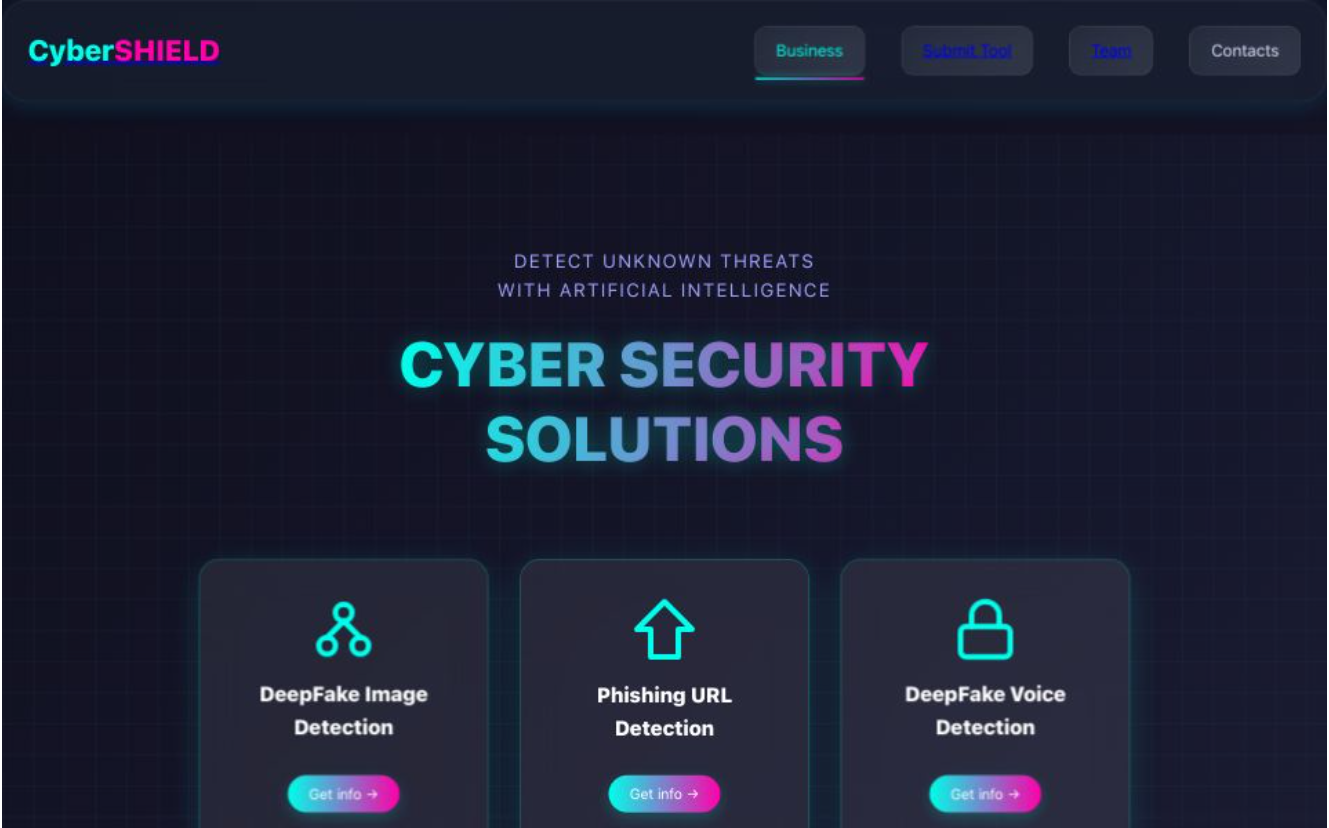 CyberSHIELD
Business
Submit Tool
Team
Contacts
DETECT UNKNOWN THREATS
WITH ARTIFICIAL INTELLIGENCE
CYBER SECURITY
SOLUTIONS
DeepFake Image
Detection
Get info →
Phishing URL
Detection
Get info →
DeepFake Voice
Detection
Get info →